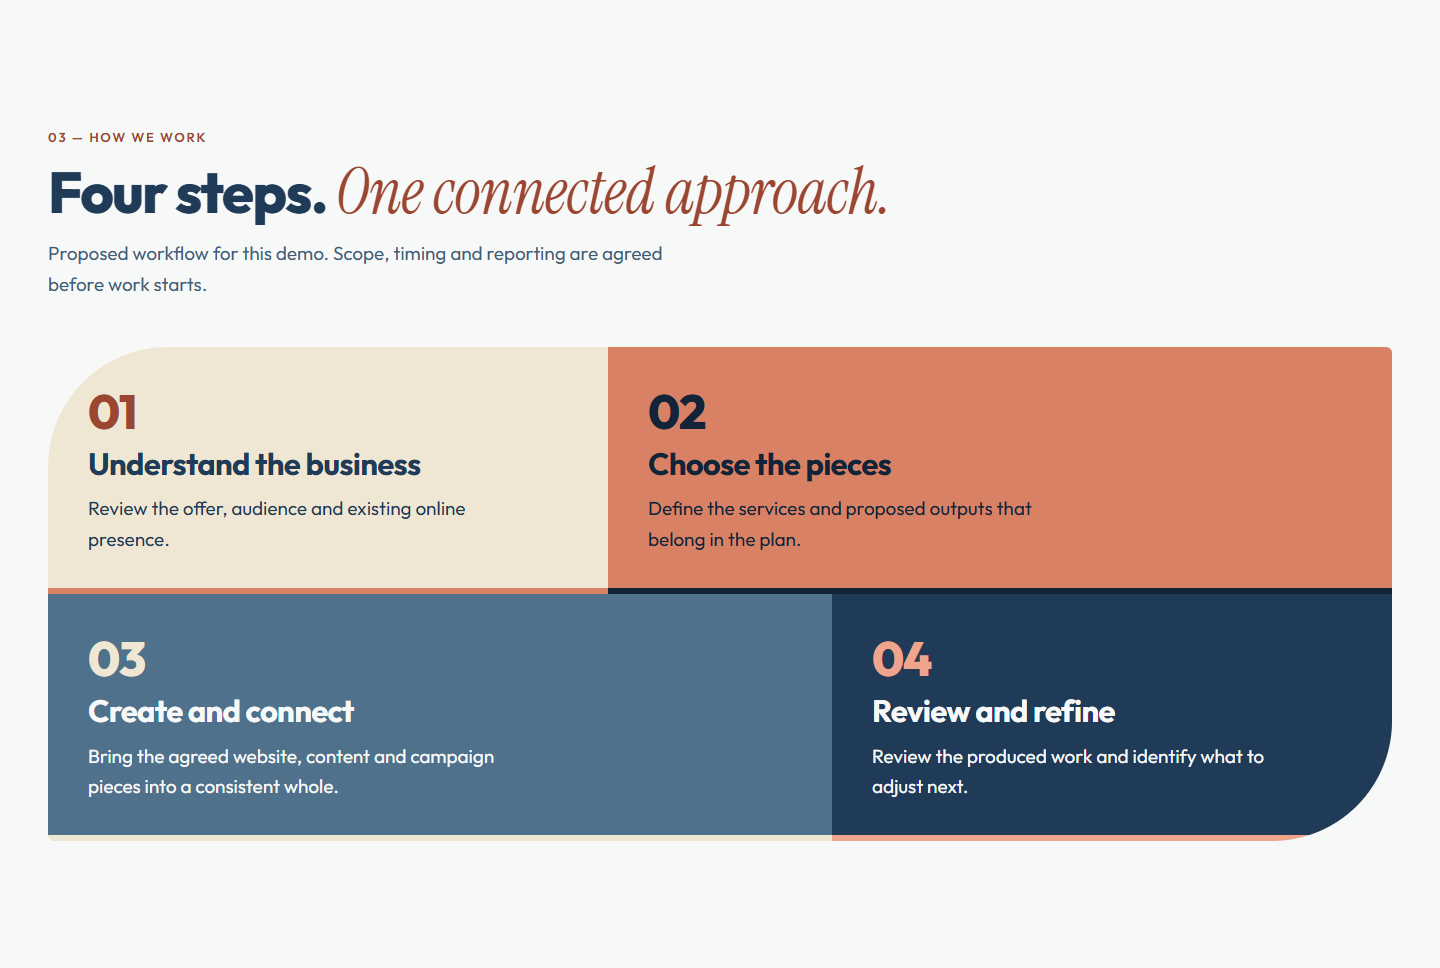 03 — HOW WE WORK
Four steps. One connected approach.
Proposed workflow for this demo. Scope, timing and reporting are agreed
before work starts.
01
Understand the business
Review the offer, audience and existing online
presence.
02
Choose the pieces
Define the services and proposed outputs that
belong in the plan.
03
Create and connect
Bring the agreed website, content and campaign
pieces into a consistent whole.
04
Review and refine
Review the produced work and identify what to
adjust next.